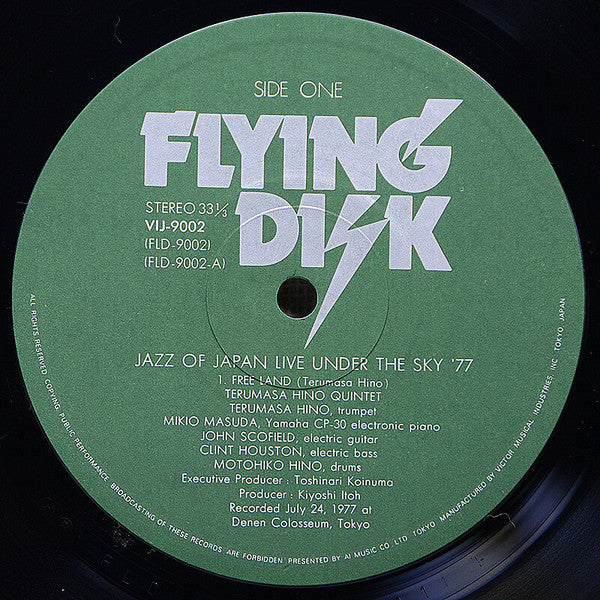 SIDE ONE
FLYING
DISK
STEREO 33 1/3
VIJ-9002
(FLD-9002)
(FLD-9002-A)
JAZZ OF JAPAN LIVE UNDER THE SKY '77
1. FREE LAND (Terumasa Hino)
TERUMASA HINO QUINTET
TERUMASA HINO, trumpet
MIKIO MASUDA, Yamaha CP-30 electronic piano
JOHN SCOFIELD, electric guitar
CLINT HOUSTON, electric bass
MOTOHIKO HINO, drums
Executive Producer : Toshinari Koinuma
Producer : Kiyoshi Itoh
Recorded July 24, 1977 at
Denen Colosseum, Tokyo
ALL RIGHTS RESERVED COPYING PUBLIC PERFORMANCE BROADCASTING OF THESE RECORDS ARE FORBIDDEN PRESENTED BY AI MUSIC CO. LTD. TOKYO MANUFACTURED BY VICTOR MUSICAL INDUSTRIES INC TOKYO JAPAN